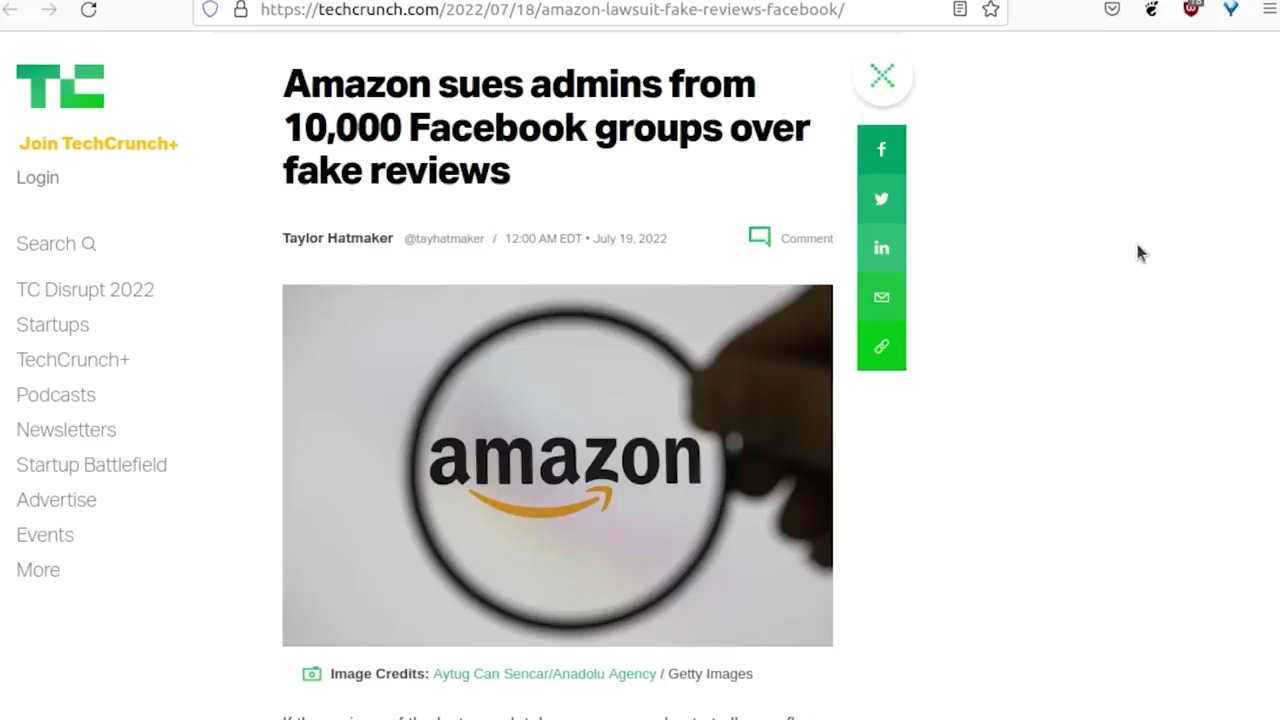 https://techcrunch.com/2022/07/18/amazon-lawsuit-fake-reviews-facebook/
TC
Join TechCrunch+
Login
Search
TC Disrupt 2022
Startups
TechCrunch+
Podcasts
Newsletters
Startup Battlefield
Advertise
Events
More
Amazon sues admins from
10,000 Facebook groups over
fake reviews
Taylor Hatmaker @tayhatmaker / 12:00 AM EDT • July 19, 2022
Comment
amazon
Image Credits: Aytug Can Sencar/Anadolu Agency / Getty Images
f
in